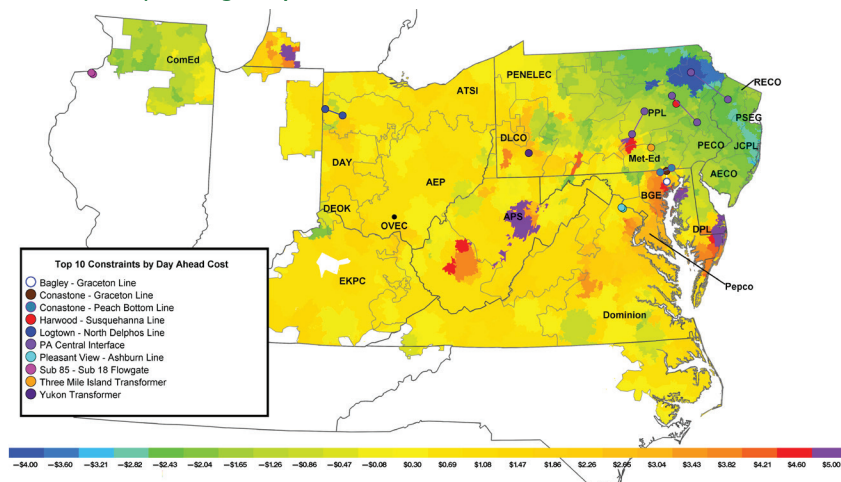 ComEd
ATSI
PENELEC
RECO
PPL
PSEG
DLCO
PECO
JCPL
Met-Ed
DAY
AEP
AECO
BGE
DEOK
APS
OVEC
DPL
Pepco
EKPC
Dominion
Top 10 Constraints by Day Ahead Cost
Bagley - Graceton Line
Conastone - Graceton Line
Conastone - Peach Bottom Line
Harwood - Susquehanna Line
Logtown - North Delphos Line
PA Central Interface
Pleasant View - Ashburn Line
Sub 85 - Sub 18 Flowgate
Three Mile Island Transformer
Yukon Transformer
−$4.00 −$3.60 −$3.21 −$2.82 −$2.43 −$2.04 −$1.65 −$1.26 −$0.86 −$0.47 −$0.08 $0.30 $0.69 $1.08 $1.47 $1.86 $2.26 $2.65 $3.04 $3.43 $3.82 $4.21 $4.60 $5.00